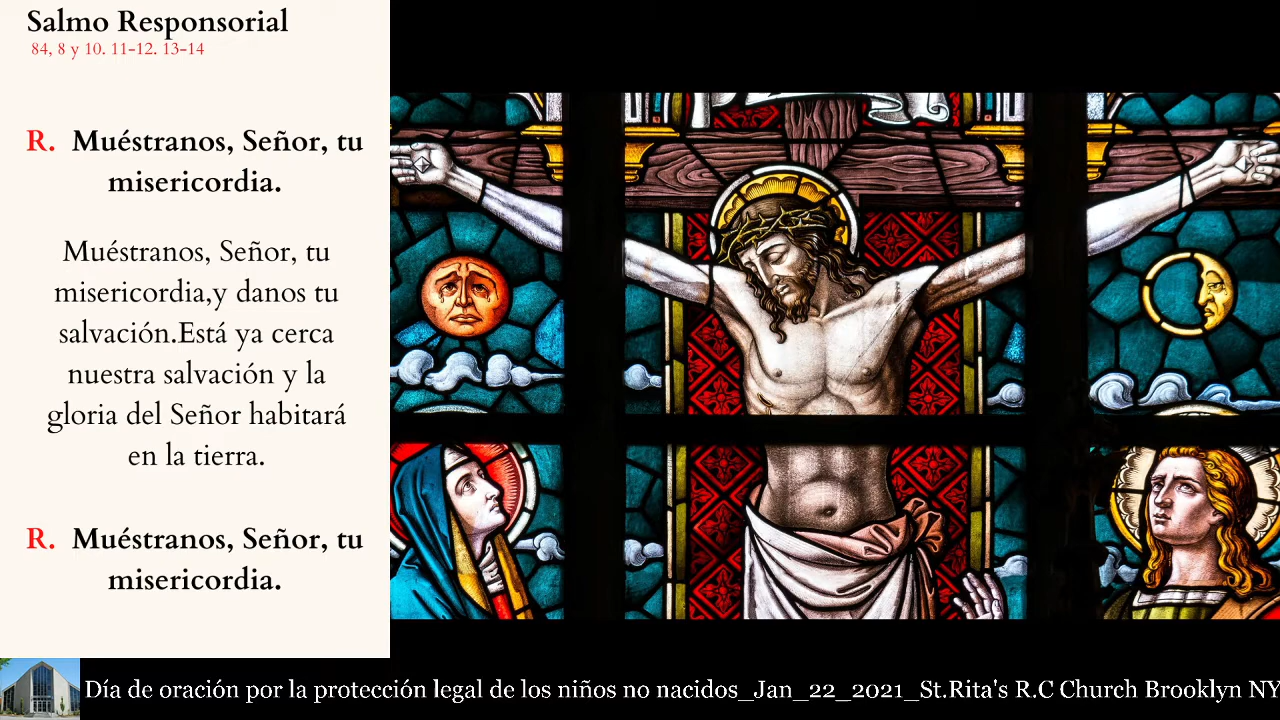 Salmo Responsorial
84, 8 y 10. 11-12. 13-14
R. Muéstranos, Señor, tu
misericordia.
Muéstranos, Señor, tu
misericordia,y danos tu
salvación.Está ya cerca
nuestra salvación y la
gloria del Señor habitará
en la tierra.
R. Muéstranos, Señor, tu
misericordia.
Día de oración por la protección legal de los niños no nacidos_Jan_22_2021_St.Rita's R.C Church Brooklyn NY